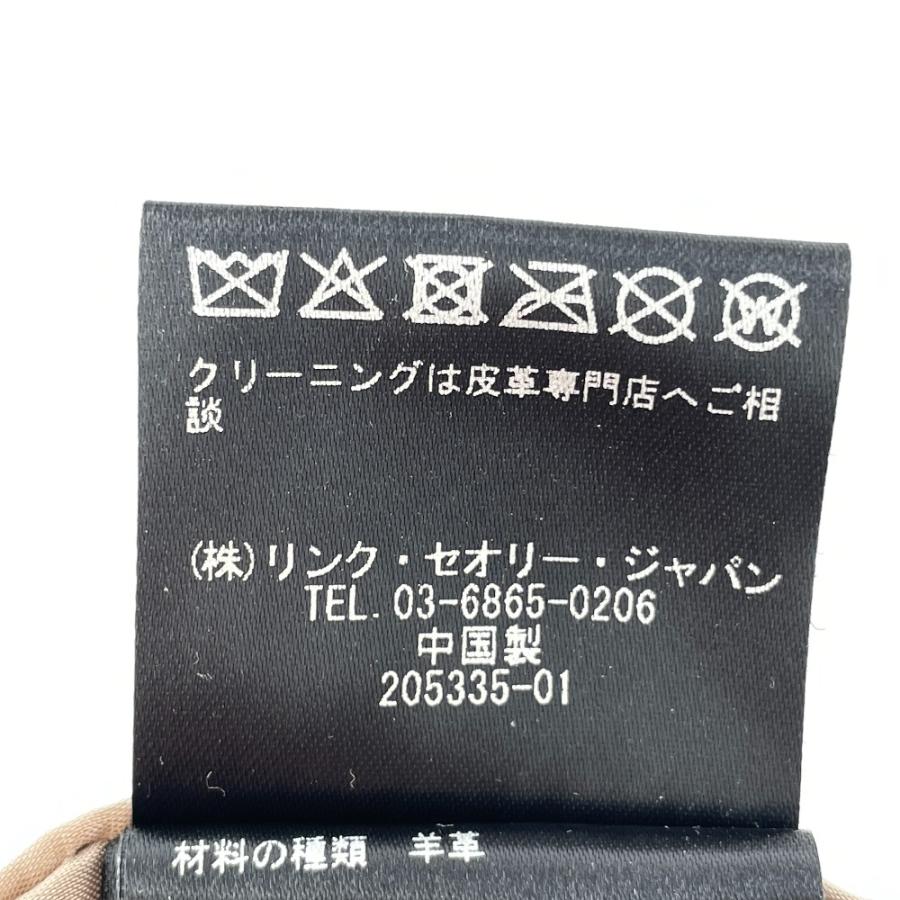 クリーニングは皮革専門店へご相
談
(株)リンク・セオリー・ジャパン
TEL. 03-6865-0206
中国製
205335-01
材料の種類　羊革